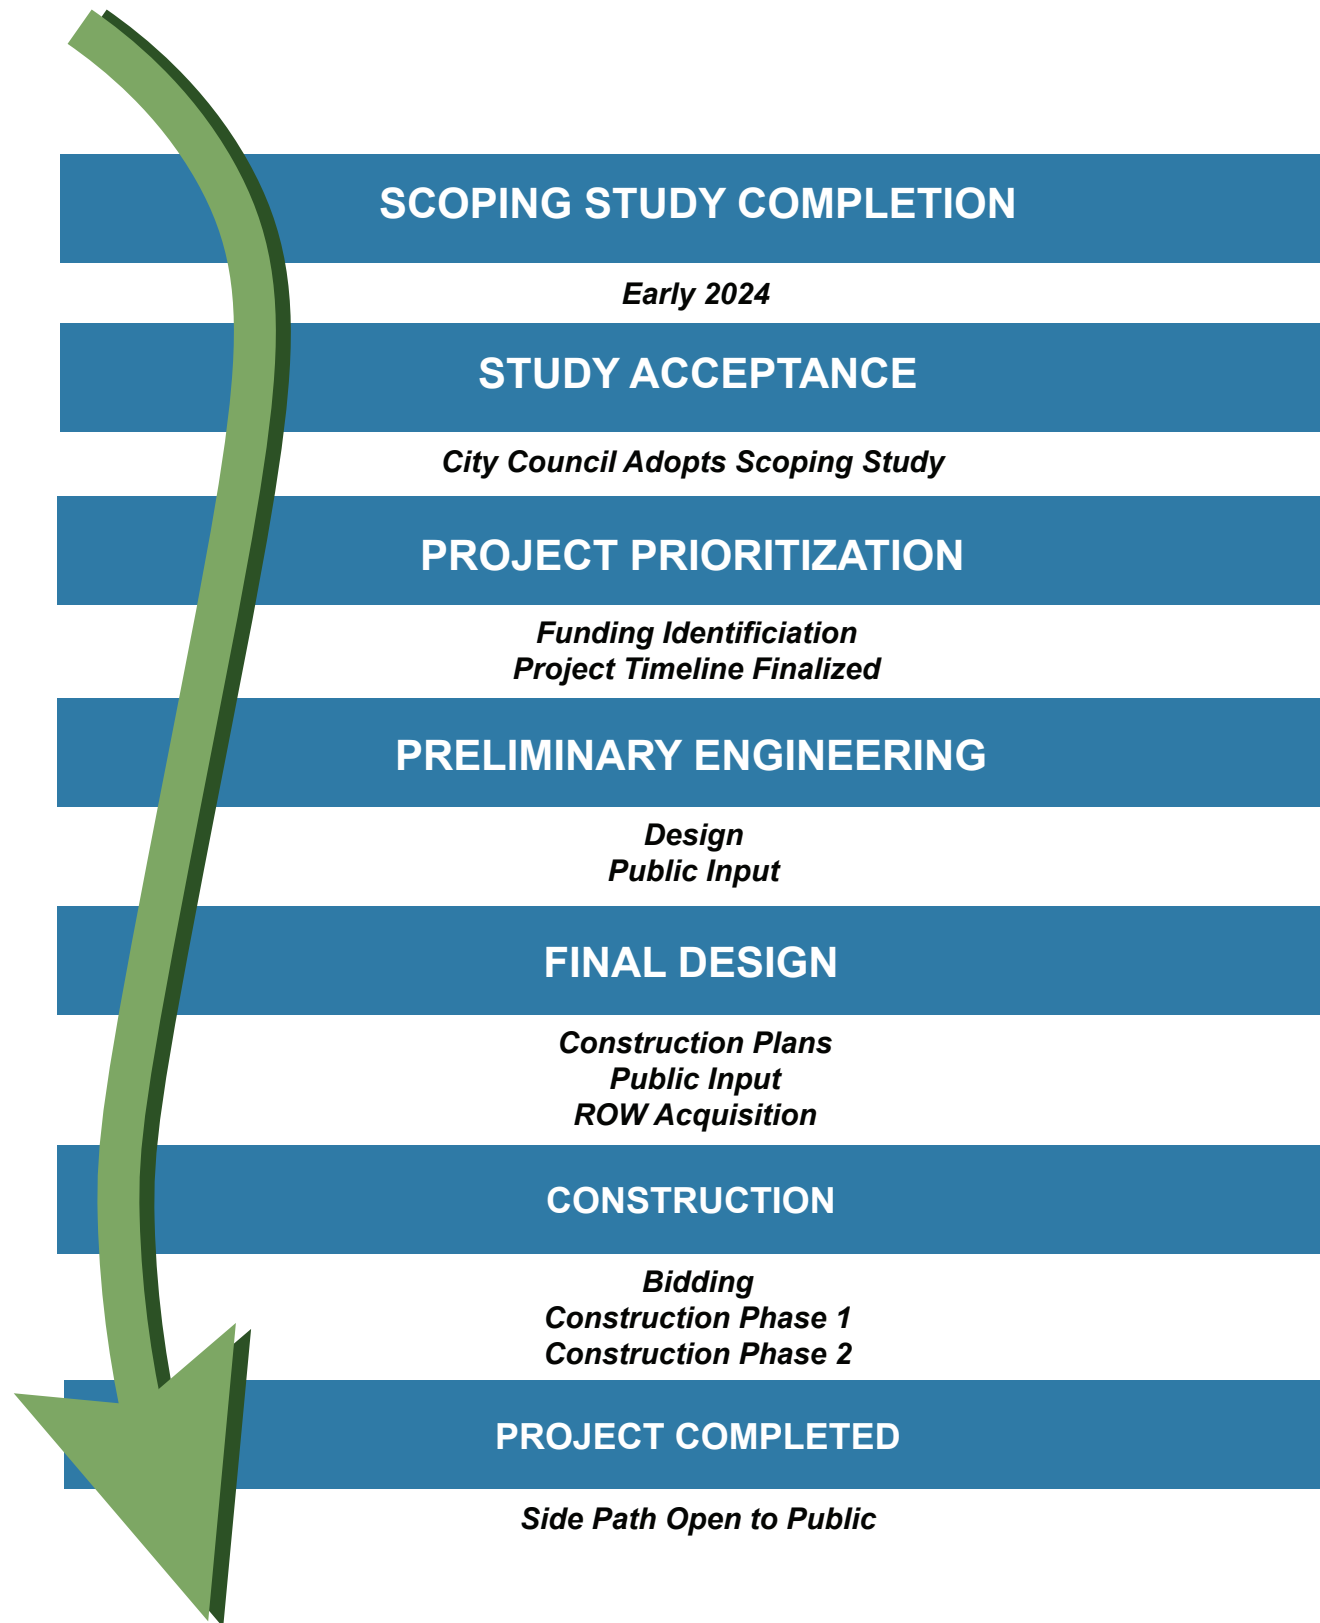 SCOPING STUDY COMPLETION
Early 2024
STUDY ACCEPTANCE
City Council Adopts Scoping Study
PROJECT PRIORITIZATION
Funding Identificiation
Project Timeline Finalized
PRELIMINARY ENGINEERING
Design
Public Input
FINAL DESIGN
Construction Plans
Public Input
ROW Acquisition
CONSTRUCTION
Bidding
Construction Phase 1
Construction Phase 2
PROJECT COMPLETED
Side Path Open to Public